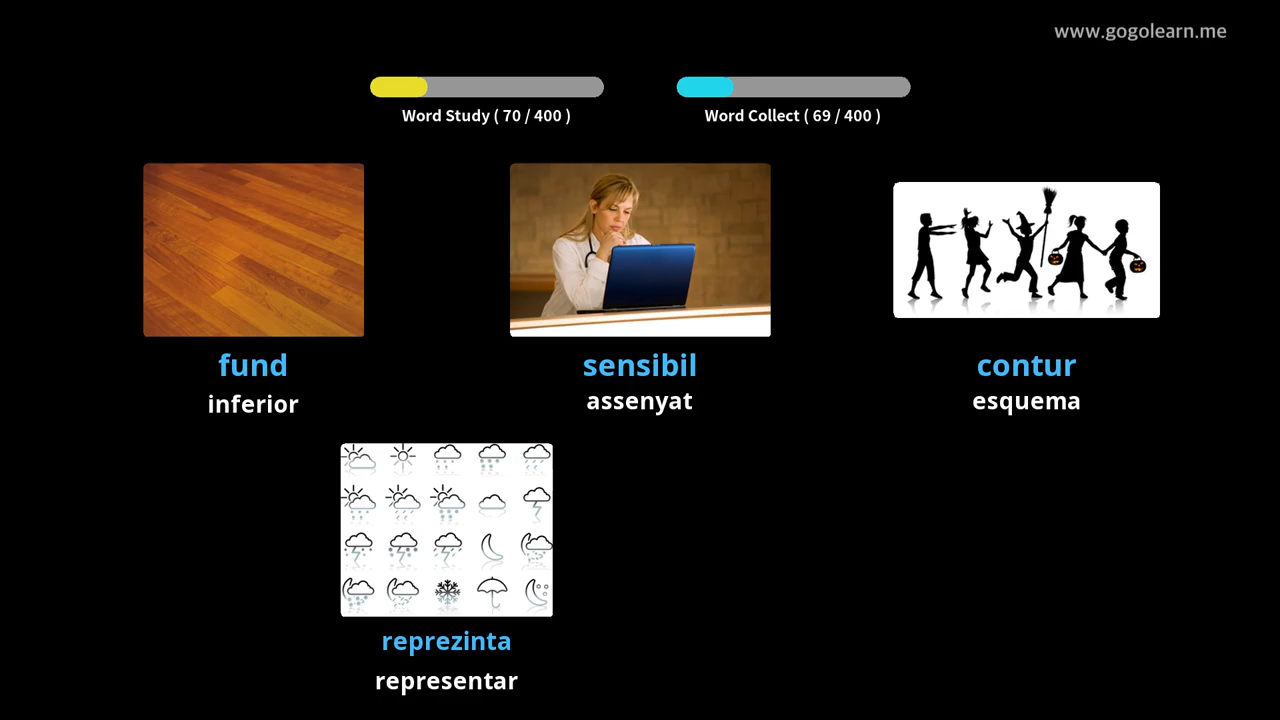 www.gogolearn.me
Word Study ( 70 / 400 )
Word Collect ( 69 / 400 )
fund
inferior
sensibil
assenyat
contur
esquema
reprezinta
representar